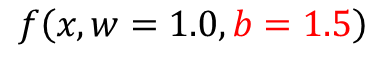 f(x, w = 1.0, b = 1.5)